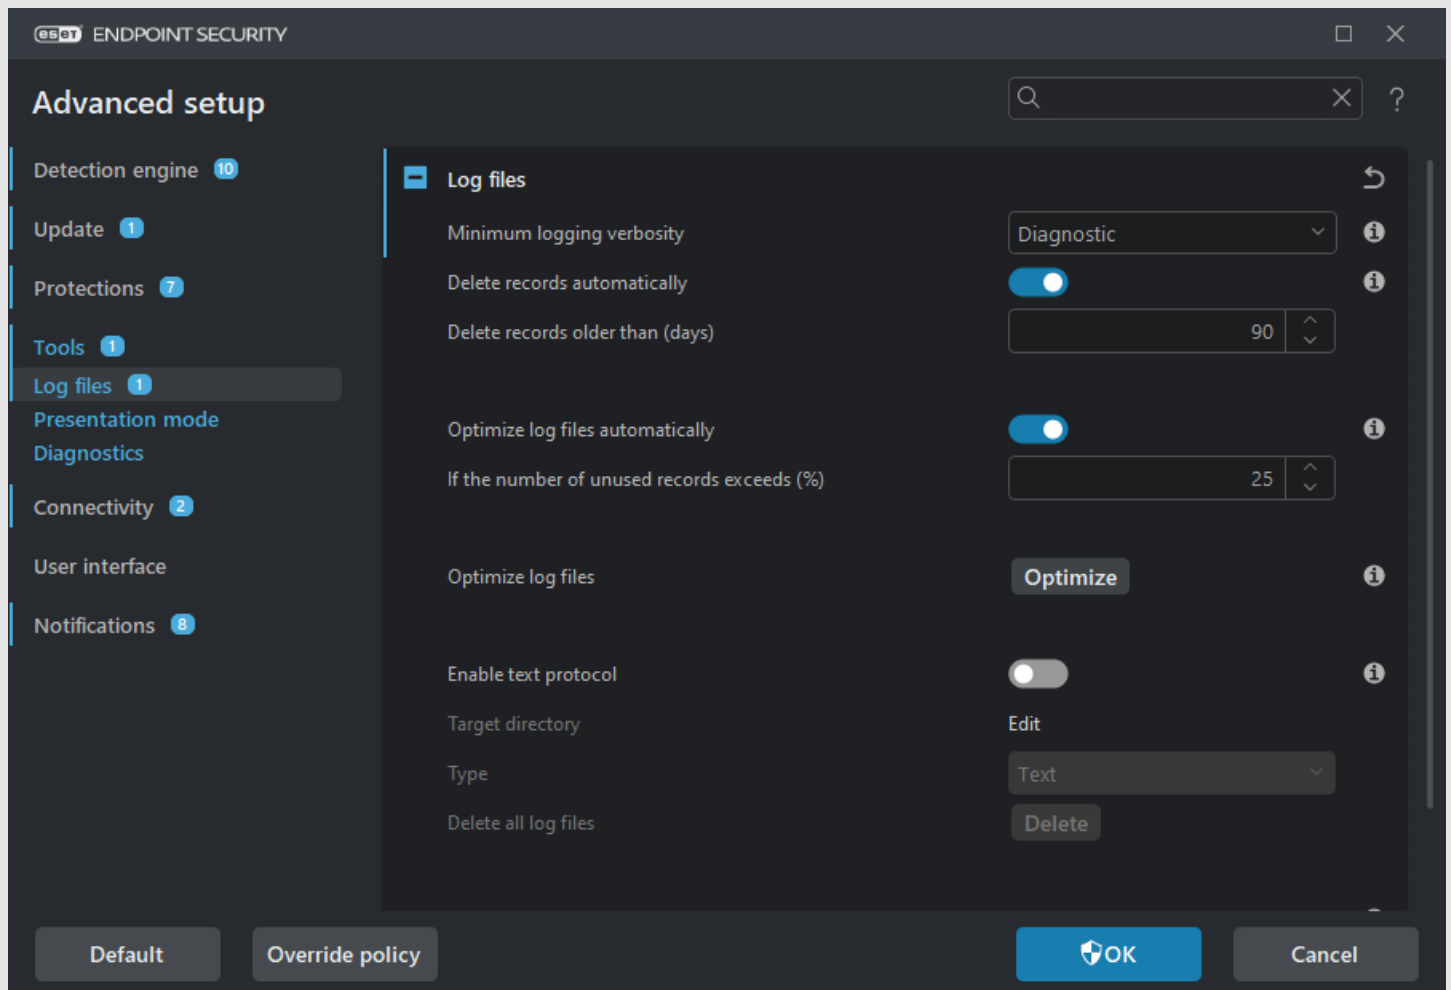 eset ENDPOINT SECURITY
Advanced setup
?
Detection engine 10
Update 1
Protections 7
Tools 1
Log files 1
Presentation mode
Diagnostics
Connectivity 2
User interface
Notifications 8
Log files
Minimum logging verbosity Diagnostic
Delete records automatically
Delete records older than (days) 90
Optimize log files automatically
If the number of unused records exceeds (%) 25
Optimize log files Optimize
Enable text protocol
Target directory Edit
Type Text
Delete all log files Delete
Default Override policy OK Cancel